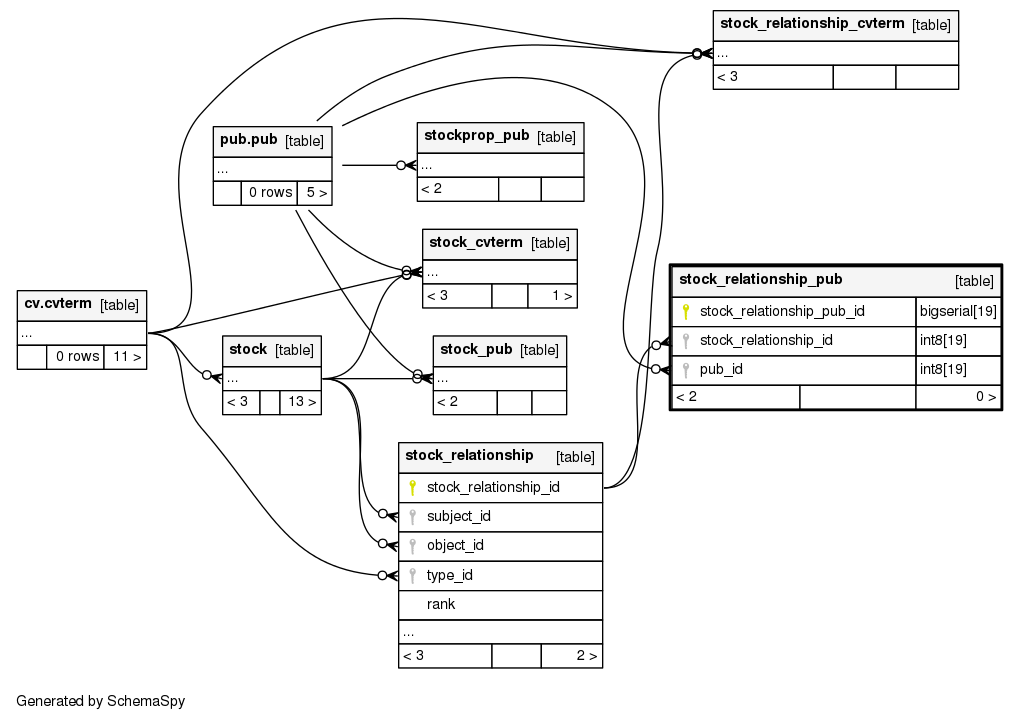 stock_relationship_cvterm [table]
...
< 3
pub.pub [table]
...
0 rows 5 >
stockprop_pub [table]
...
< 2
stock_cvterm [table]
...
< 3 1 >
stock_relationship_pub [table]
stock_relationship_pub_id bigserial[19]
stock_relationship_id int8[19]
pub_id int8[19]
< 2 0 >
cv.cvterm [table]
...
0 rows 11 >
stock [table]
...
< 3 13 >
stock_pub [table]
...
< 2
stock_relationship [table]
stock_relationship_id
subject_id
object_id
type_id
rank
...
< 3 2 >
Generated by SchemaSpy